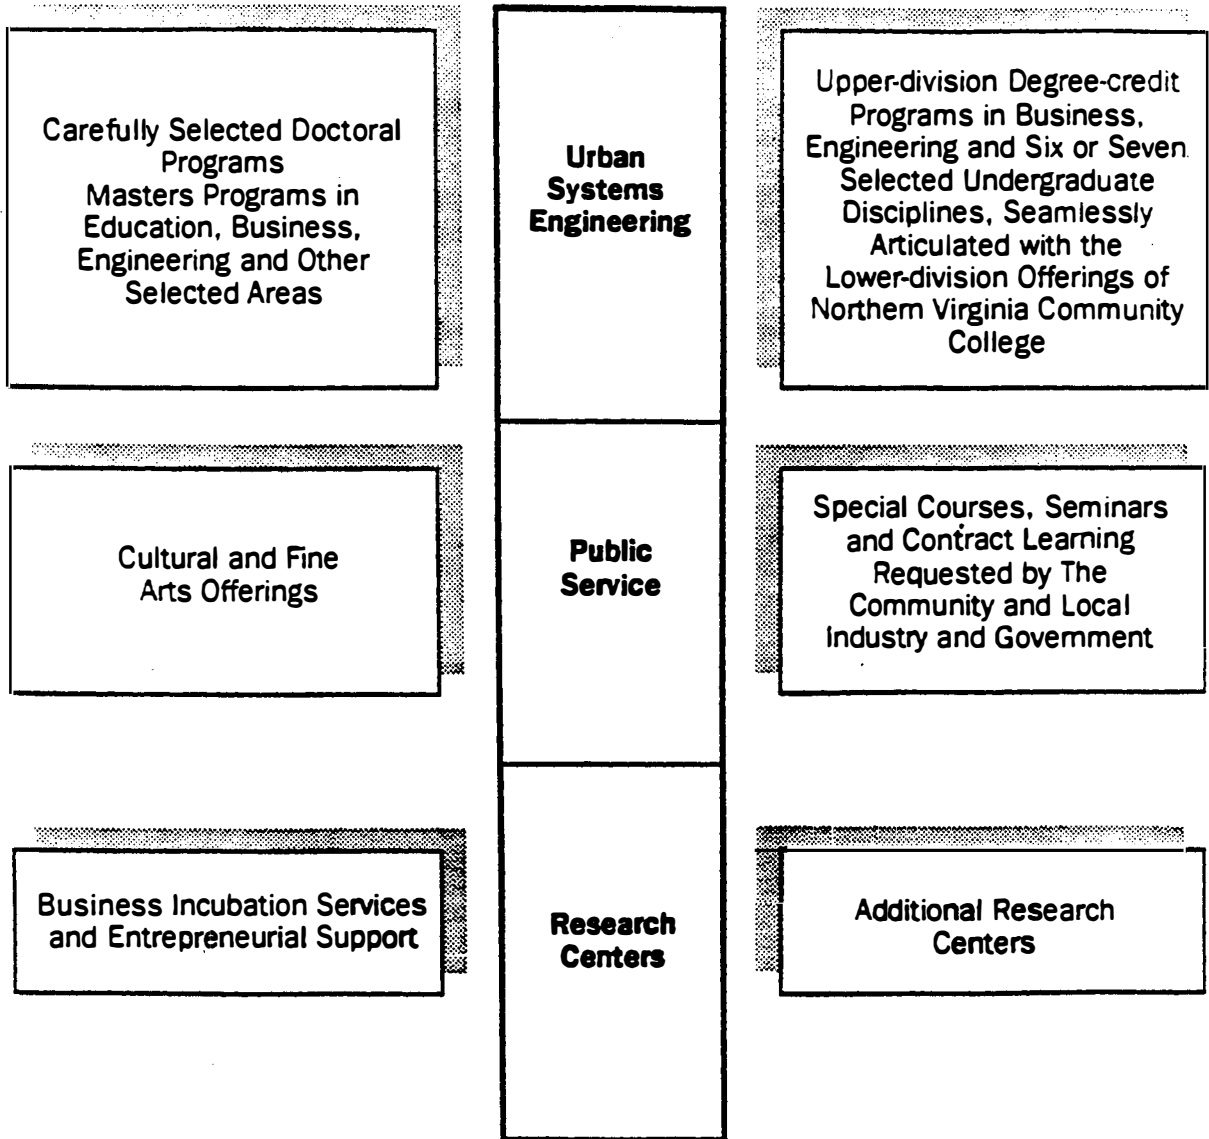 Carefully Selected Doctoral
Programs
Masters Programs in
Education, Business,
Engineering and Other
Selected Areas
Urban
Systems
Engineering
Upper-division Degree-credit
Programs in Business,
Engineering and Six or Seven
Selected Undergraduate
Disciplines, Seamlessly
Articulated with the
Lower-division Offerings of
Northern Virginia Community
College
Cultural and Fine
Arts Offerings
Public
Service
Special Courses, Seminars
and Contract Learning
Requested by The
Community and Local
Industry and Government
Business Incubation Services
and Entrepreneurial Support
Research
Centers
Additional Research
Centers